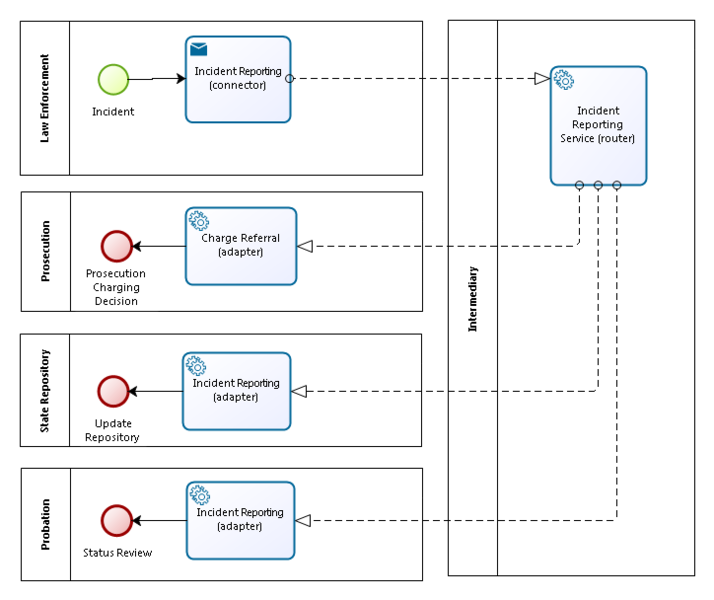 Law Enforcement
Incident
Incident Reporting
(connector)
Intermediary
Incident
Reporting
Service (router)
Prosecution
Prosecution
Charging
Decision
Charge Referral
(adapter)
State Repository
Update
Repository
Incident Reporting
(adapter)
Probation
Status Review
Incident Reporting
(adapter)